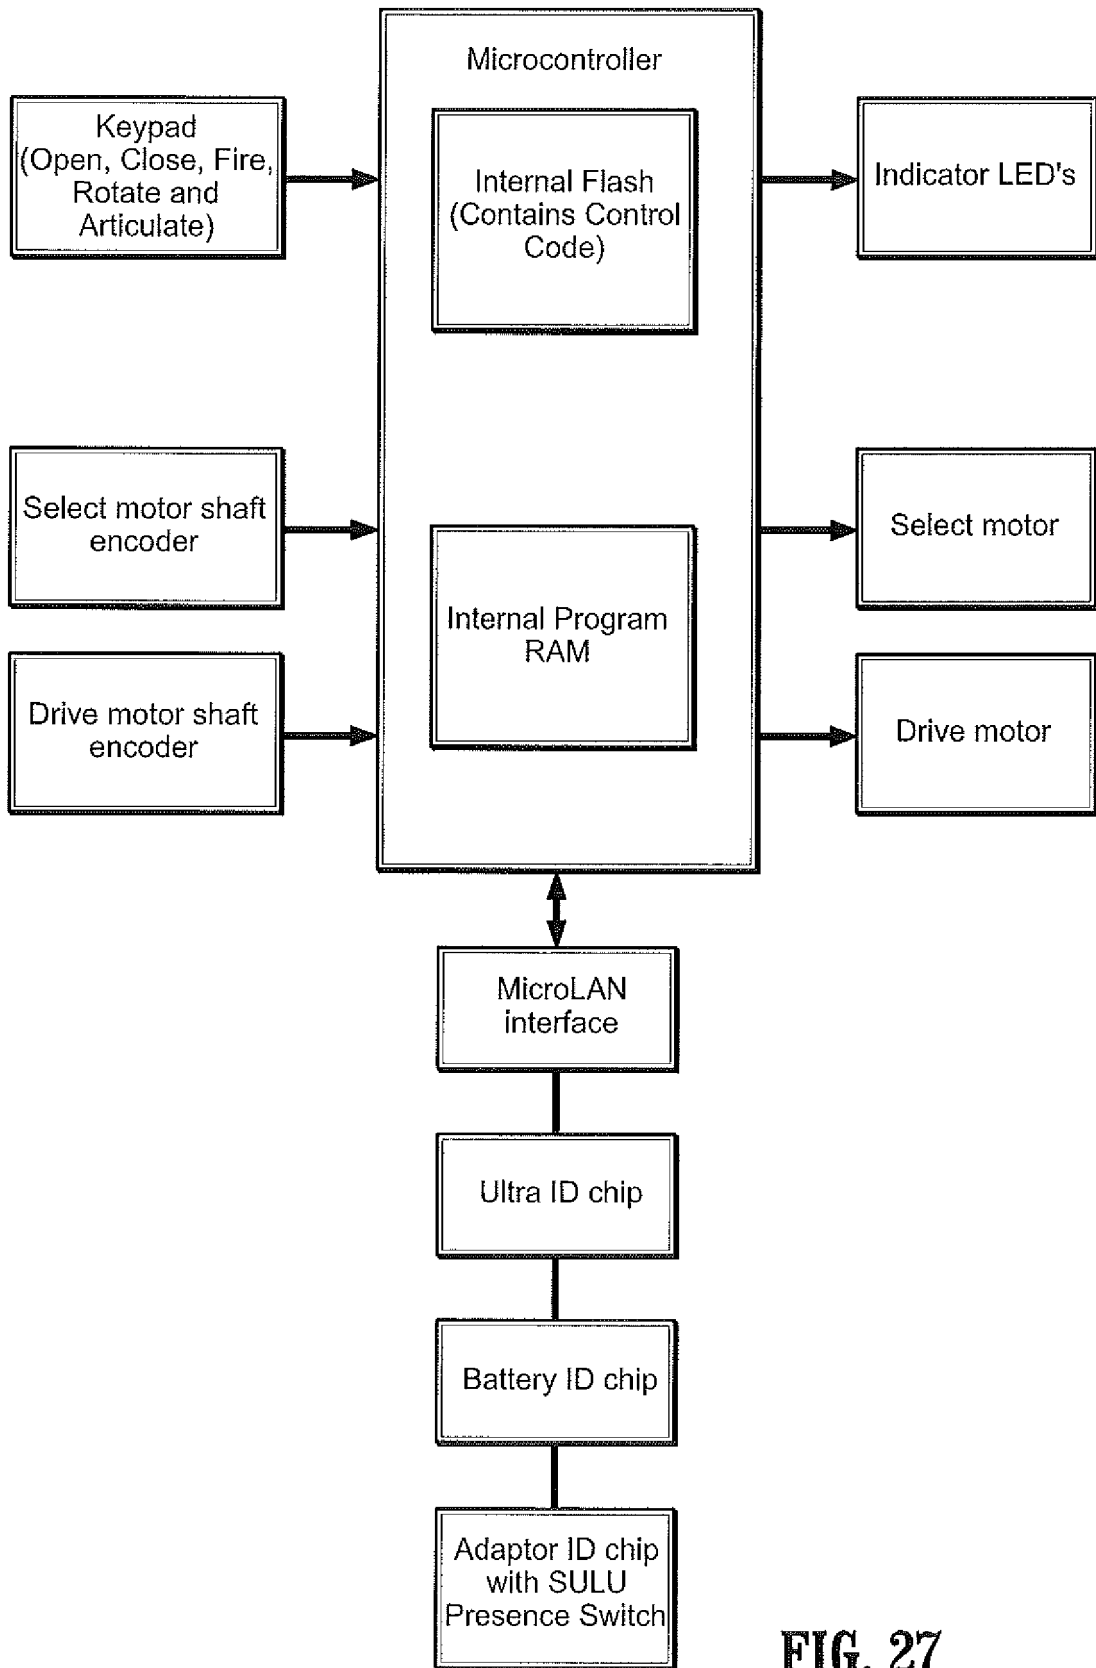 Microcontroller
Keypad
(Open, Close, Fire,
Rotate and
Articulate)
Internal Flash
(Contains Control
Code)
Indicator LED's
Select motor shaft
encoder
Select motor
Internal Program
RAM
Drive motor shaft
encoder
Drive motor
MicroLAN
interface
Ultra ID chip
Battery ID chip
Adaptor ID chip
with SULU
Presence Switch
FIG. 27